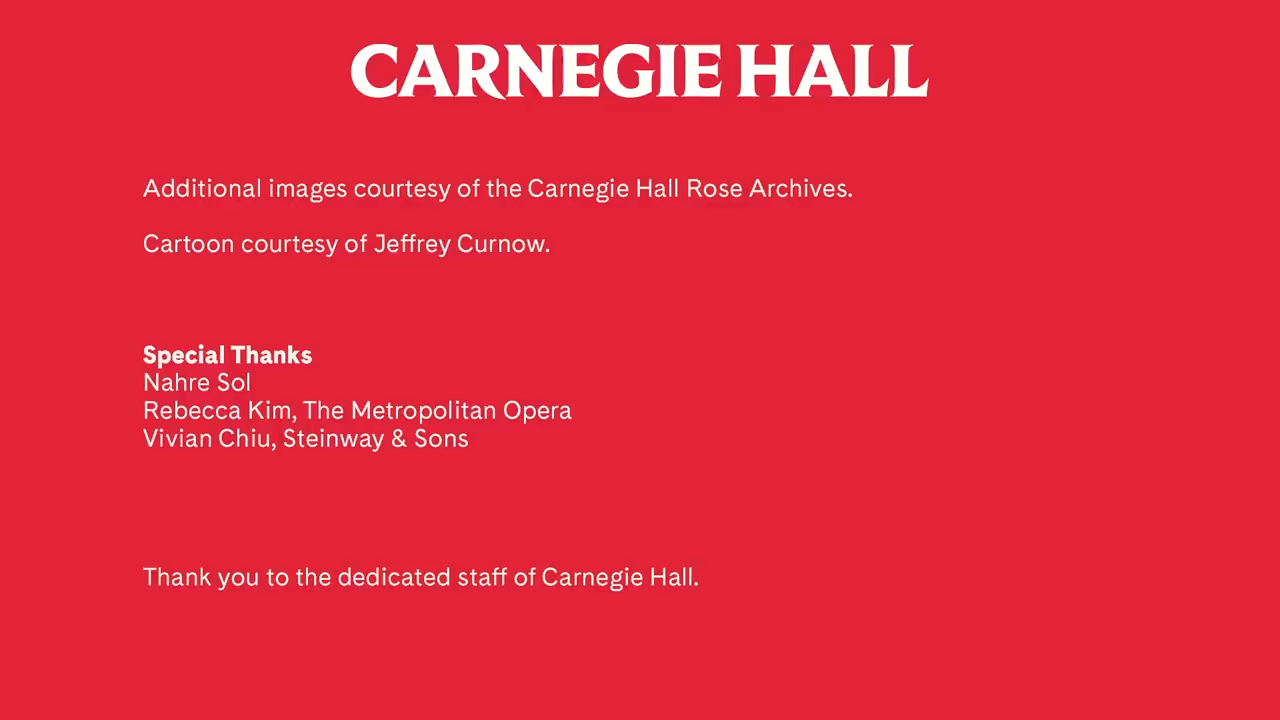 CARNEGIE HALL
Additional images courtesy of the Carnegie Hall Rose Archives.
Cartoon courtesy of Jeffrey Curnow.
Special Thanks
Nahre Sol
Rebecca Kim, The Metropolitan Opera
Vivian Chiu, Steinway & Sons
Thank you to the dedicated staff of Carnegie Hall.